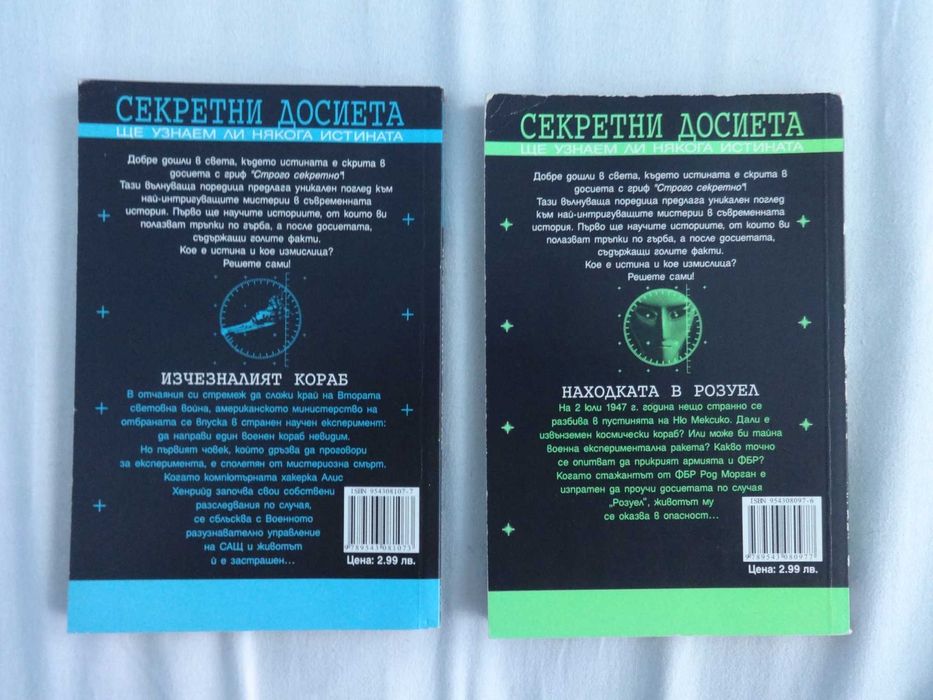 СЕКРЕТНИ ДОСИЕТА
ЩЕ УЗНАЕМ ЛИ НЯКОГА ИСТИНАТА
Добре дошли в света, където истината е скрита в
досиета с гриф "Строго секретно"!
Тази вълнуваща поредица предлага уникален поглед към
най-интригуващите мистерии в съвременната
история. Първо ще научите историите, от които ви
полазват тръпки по гърба, а после досиетата,
съдържащи голите факти.
Кое е истина и кое измислица?
Решете сами!
ИЗЧЕЗНАЛИЯТ КОРАБ
В отчаяния си стремеж да сложи край на Втората
световна война, американското министерство на
отбраната се впуска в странен научен експеримент:
да направи един военен кораб невидим.
Но първият човек, който дръзва да проговори
за експеримента, е сполетян от мистериозна смърт.
Когато компютърната хакерка Алис
Хенрийд започва свои собствени
разследвания по случая,
се сблъсква с Военното
разузнавателно управление
на САЩ и животът
ѝ е застрашен...
ISBN 954308107-7
9789543081073
Цена: 2.99 лв.
СЕКРЕТНИ ДОСИЕТА
ЩЕ УЗНАЕМ ЛИ НЯКОГА ИСТИНАТА
Добре дошли в света, където истината е скрита в
досиета с гриф "Строго секретно"!
Тази вълнуваща поредица предлага уникален поглед
към най-интригуващите мистерии в съвременната
история. Първо ще научите историите, от които ви
полазват тръпки по гърба, а после досиетата,
съдържащи голите факти.
Кое е истина и кое измислица?
Решете сами!
НАХОДКАТА В РОЗУЕЛ
На 2 юли 1947 г. година нещо странно се
разбива в пустинята на Ню Мексико. Дали е
извънземен космически кораб? Или може би тайна
военна експериментална ракета? Какво точно
се опитват да прикрият армията и ФБР?
Когато стажантът от ФБР Род Морган е
изпратен да проучи досиетата по случая
„Розуел", животът му
се оказва в опасност...
ISBN 954308097-6
9789543080977
Цена: 2.99 лв.